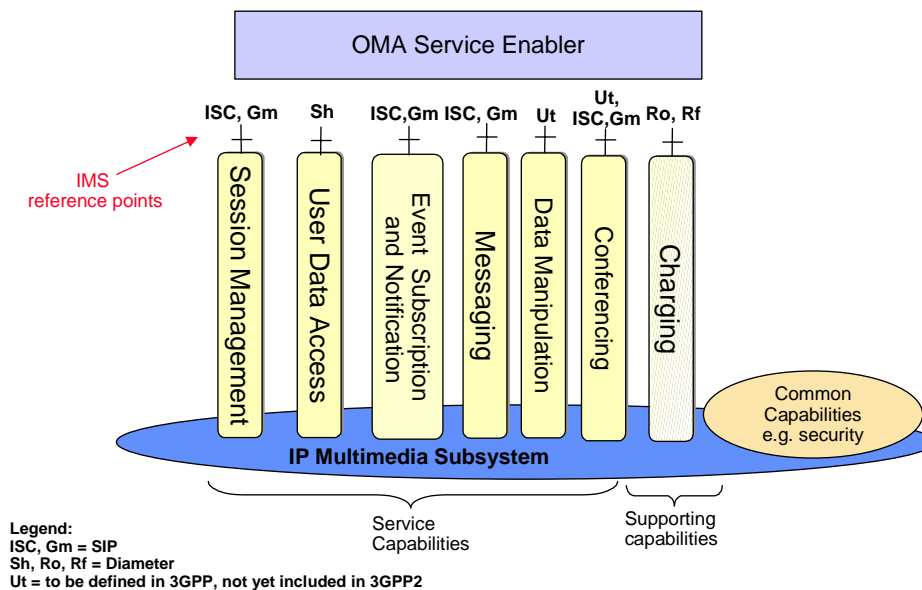 OMA Service Enabler
ISC, Gm
Sh
ISC,Gm
ISC, Gm
Ut
Ut,
ISC,Gm
Ro, Rf
IMS
reference points
Session Management
User Data Access
Event Subscription
and Notification
Messaging
Data Manipulation
Conferencing
Charging
Common
Capabilities
e.g. security
IP Multimedia Subsystem
Service
Capabilities
Supporting
capabilities
Legend:
ISC, Gm = SIP
Sh, Ro, Rf = Diameter
Ut = to be defined in 3GPP, not yet included in 3GPP2